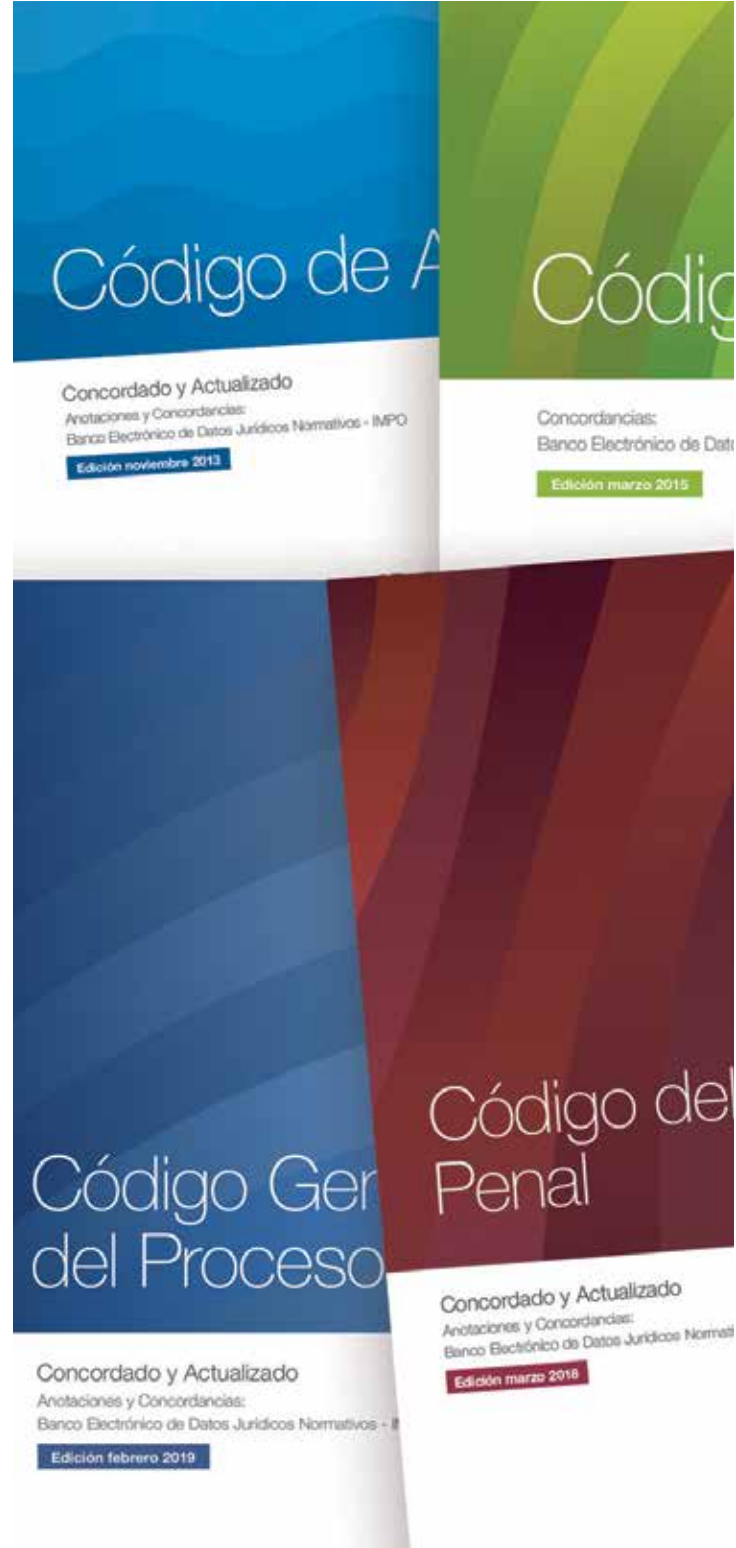 Código de A
Concordado y Actualizado
Anotaciones y Concordancias:
Banco Electrónico de Datos Jurídicos Normativos - IMPO
Edición noviembre 2013
Códig
Concordancias:
Banco Electrónico de Dato
Edición marzo 2015
Código Gen
del Proceso
Concordado y Actualizado
Anotaciones y Concordancias:
Banco Electrónico de Datos Jurídicos Normativos - I
Edición febrero 2019
Código del
Penal
Concordado y Actualizado
Anotaciones y Concordancias:
Banco Electrónico de Datos Jurídicos Normati
Edición marzo 2018